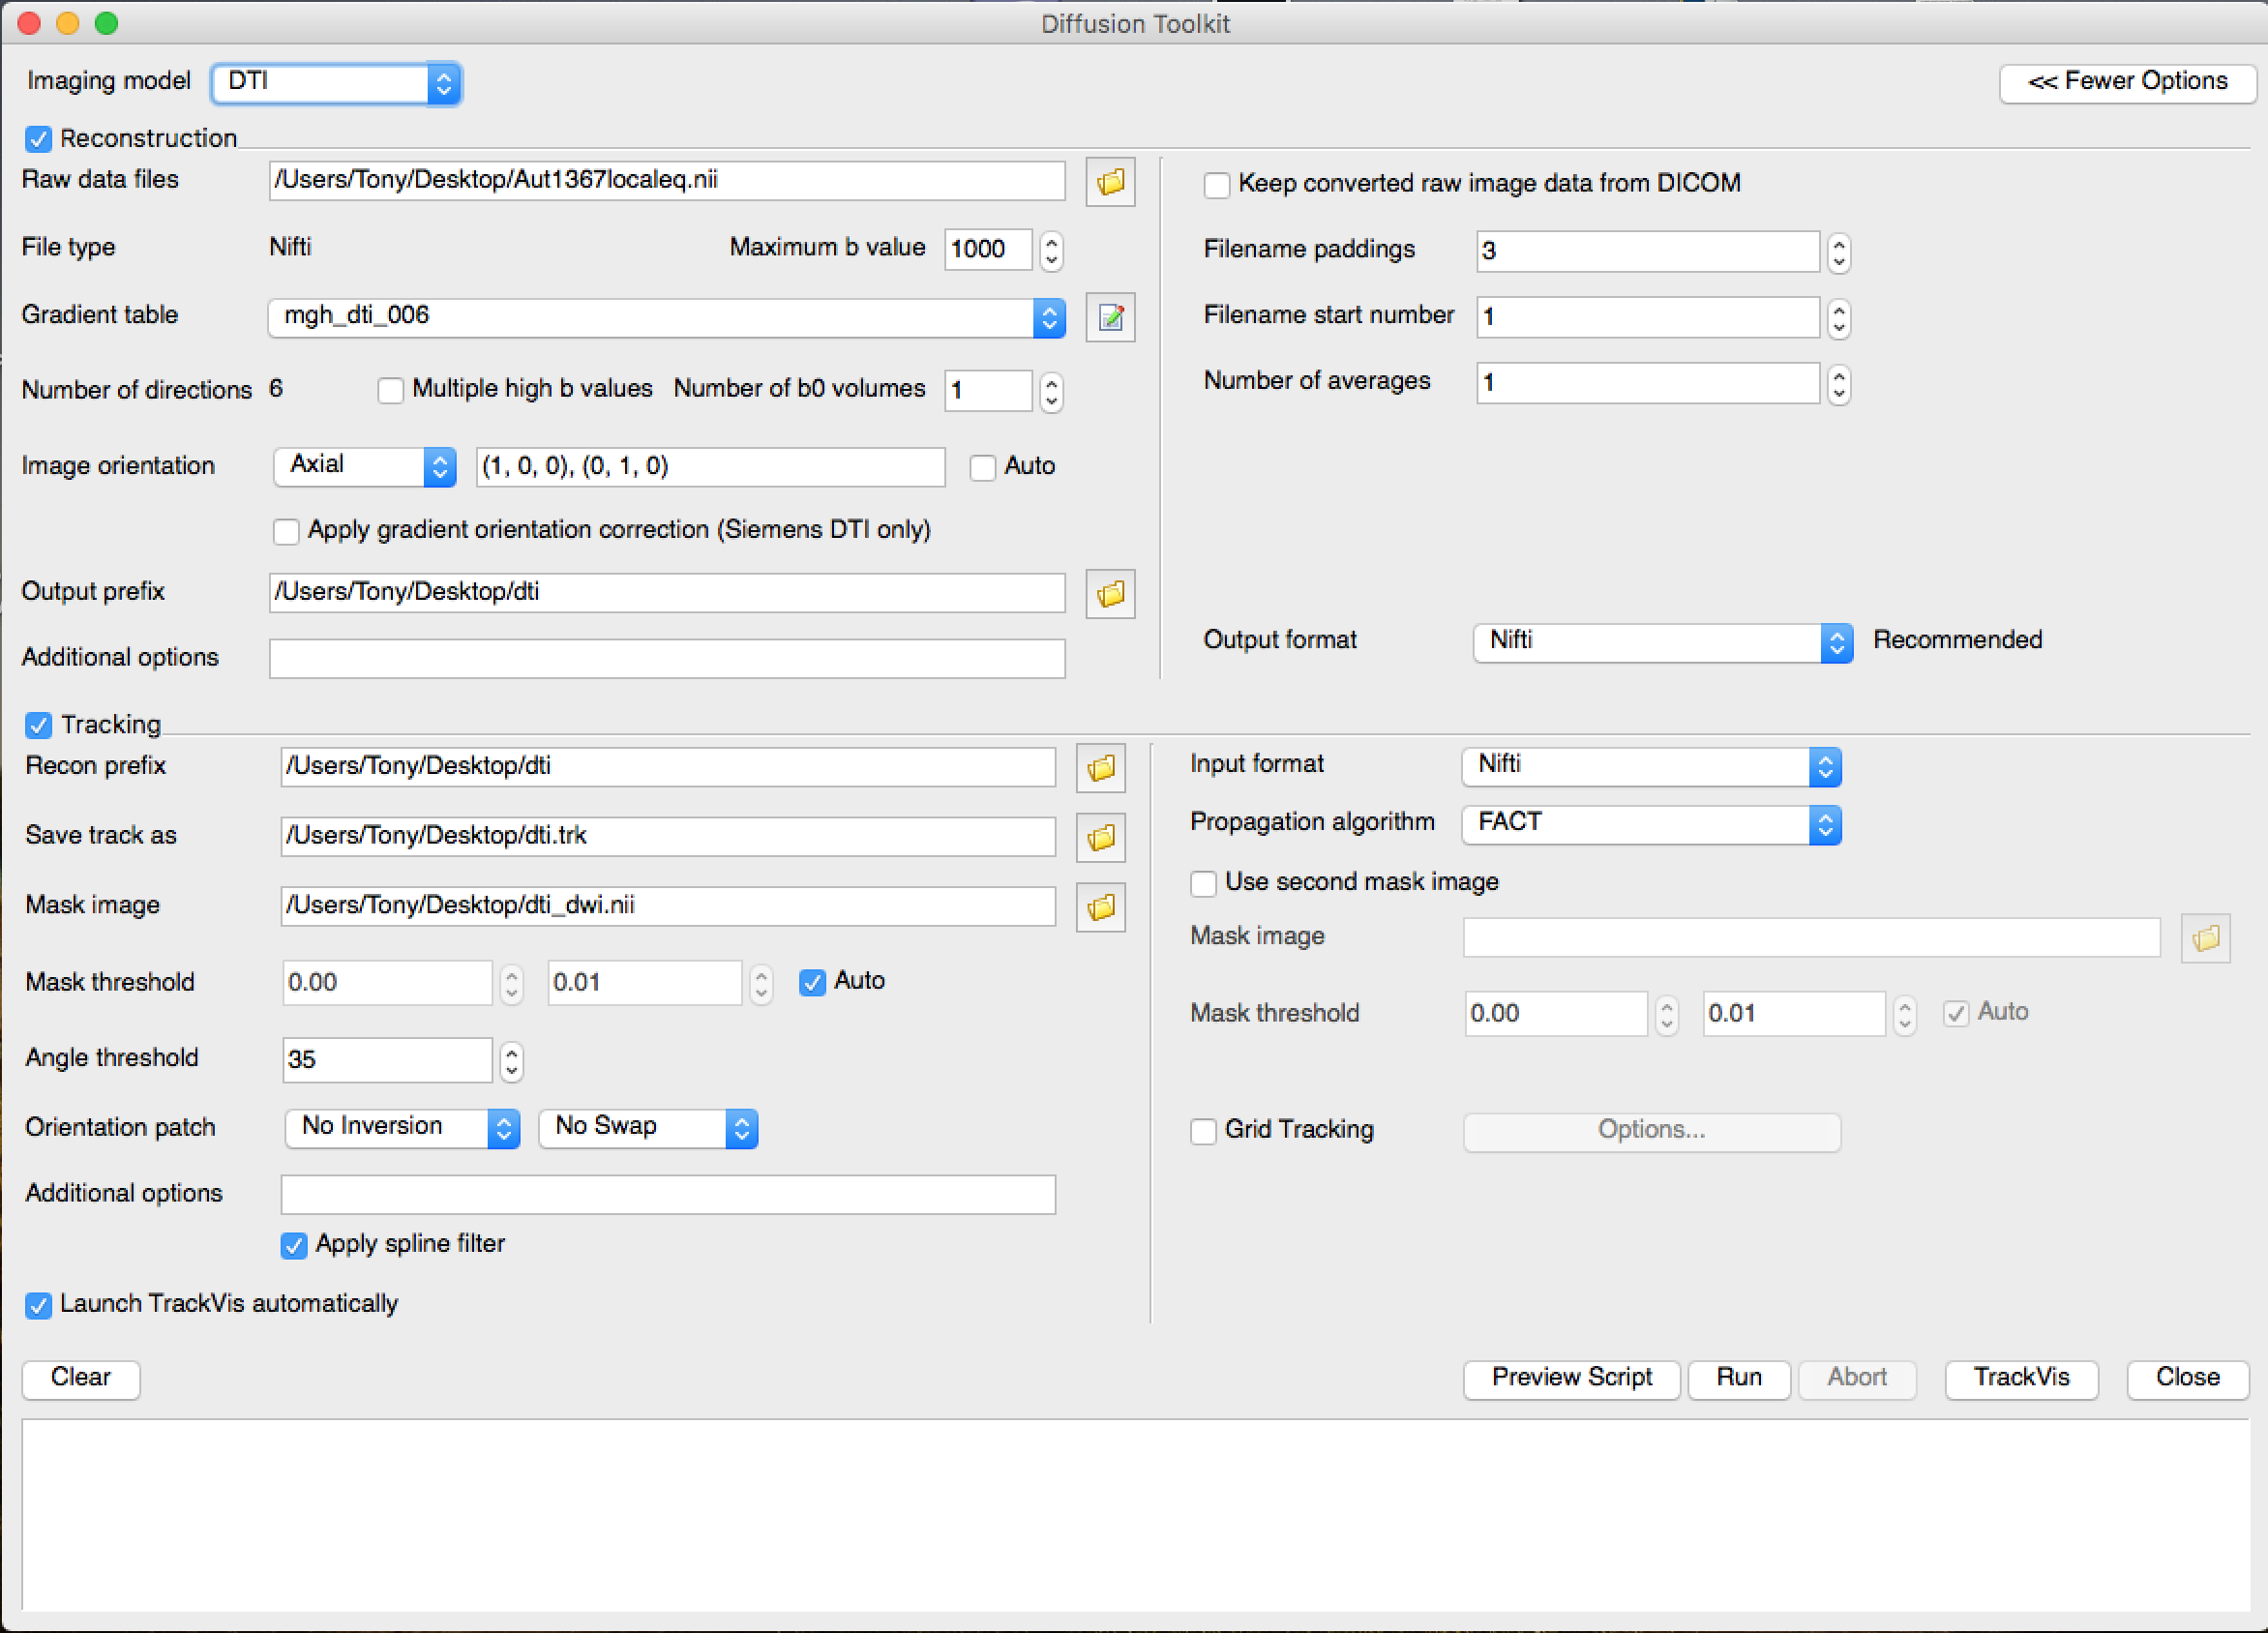 Diffusion Toolkit
Imaging model DTI << Fewer Options
Reconstruction
Raw data files /Users/Tony/Desktop/Aut1367localeq.nii
Keep converted raw image data from DICOM
File type Nifti Maximum b value 1000
Filename paddings 3
Gradient table mgh_dti_006
Filename start number 1
Number of directions 6 Multiple high b values Number of b0 volumes 1
Number of averages 1
Image orientation Axial (1, 0, 0), (0, 1, 0) Auto
Apply gradient orientation correction (Siemens DTI only)
Output prefix /Users/Tony/Desktop/dti
Output format Nifti Recommended
Additional options
Tracking
Recon prefix /Users/Tony/Desktop/dti
Input format Nifti
Propagation algorithm FACT
Save track as /Users/Tony/Desktop/dti.trk
Use second mask image
Mask image /Users/Tony/Desktop/dti_dwi.nii
Mask image
Mask threshold 0.00 0.01 Auto
Mask threshold 0.00 0.01 Auto
Angle threshold 35
Orientation patch No Inversion No Swap
Grid Tracking Options...
Additional options
Apply spline filter
Launch TrackVis automatically
Clear Preview Script Run Abort TrackVis Close